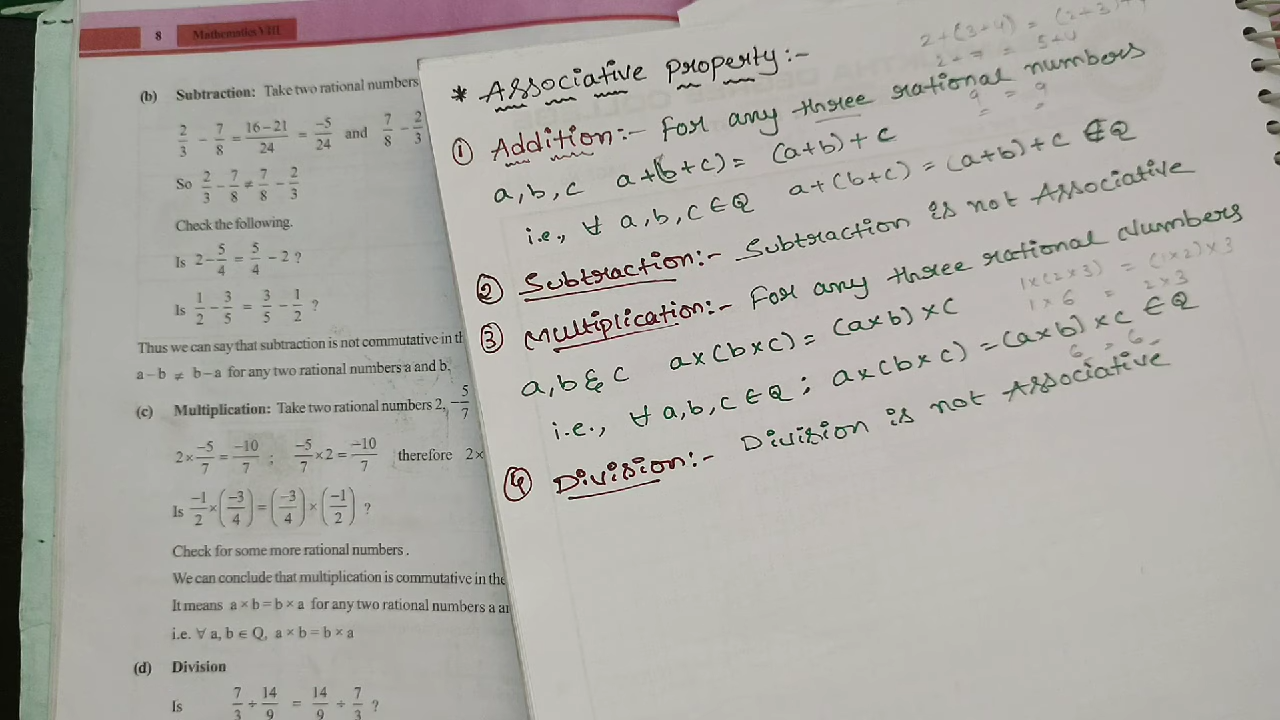 8 Mathematics VIII
(b) Subtraction: Take two rational numbers
2/3 - 7/8 = 16-21/24 = -5/24 and 7/8 - 2/3
So 2/3 - 7/8 ≠ 7/8 - 2/3
Check the following.
Is 2 - 5/4 = 5/4 - 2 ?
Is 1/2 - 3/5 = 3/5 - 1/2 ?
Thus we can say that subtraction is not commutative in
a - b ≠ b - a for any two rational numbers a and b.
(c) Multiplication: Take two rational numbers 2, -5/7
2 × -5/7 = -10/7 ; -5/7 × 2 = -10/7 therefore 2×
Is -1/2 × (-3/4) = (-3/4) × (-1/2) ?
Check for some more rational numbers .
We can conclude that multiplication is commutative in the
It means a × b = b × a for any two rational numbers a
i.e. ∀ a, b ∈ Q, a × b = b × a
(d) Division
Is 7/3 ÷ 14/9 = 14/9 ÷ 7/3 ?
* Associative property :-
2+(3+4) = (2+3)+4
2+7 = 5+4
9 = 9
① Addition :- For any three rational numbers
a, b, c a+(b+c) = (a+b)+c
i.e., ∀ a, b, c ∈ Q a+(b+c) = (a+b)+c ∈ Q
② Subtraction :- Subtraction is not Associative
③ Multiplication :- For any three rational Numbers
a, b & c a×(b×c) = (a×b)×c
1×(2×3) = (1×2)×3
1×6 = 2×3
6 = 6
i.e., ∀ a, b, c ∈ Q ; a×(b×c) = (a×b)×c ∈ Q
④ Division :- Division is not Associative